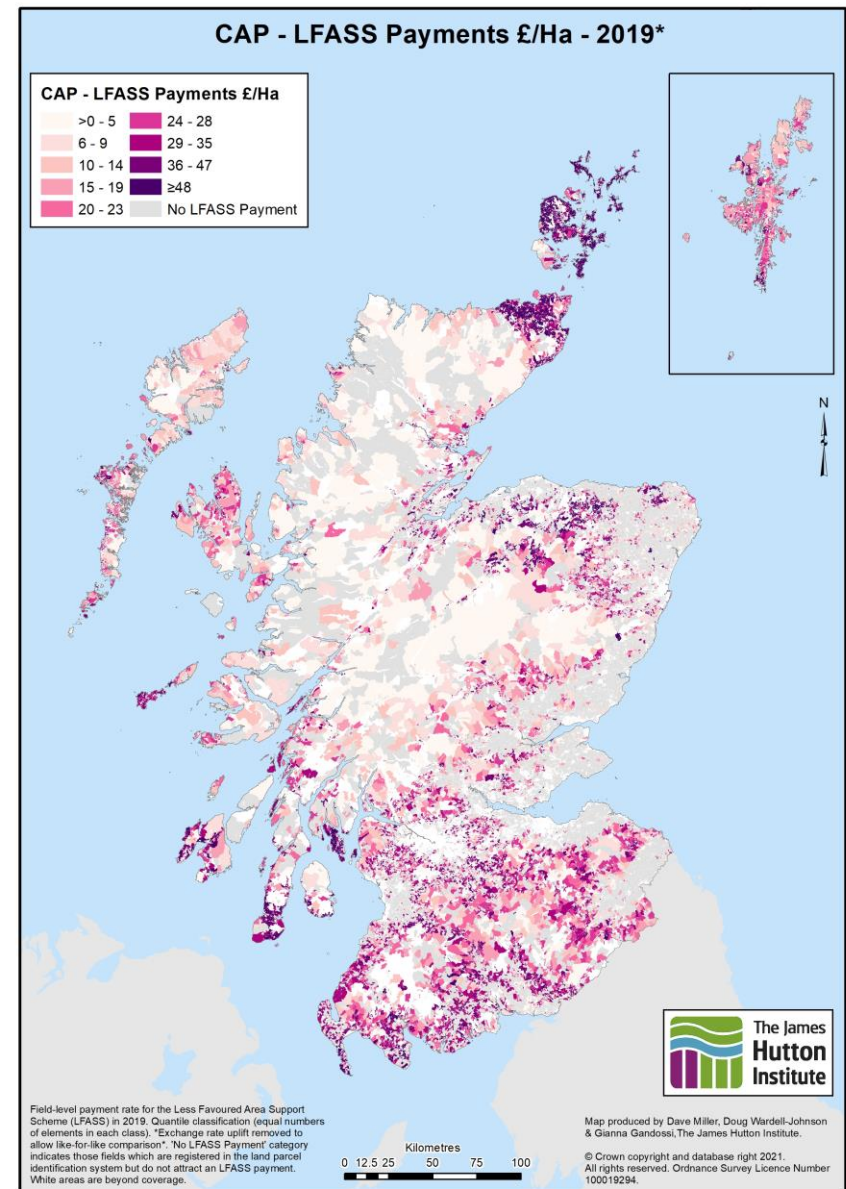 CAP - LFASS Payments £/Ha - 2019*
CAP - LFASS Payments £/Ha
>0 - 5
6 - 9
10 - 14
15 - 19
20 - 23
24 - 28
29 - 35
36 - 47
≥48
No LFASS Payment
N
The James
Hutton
Institute
Field-level payment rate for the Less Favoured Area Support
Scheme (LFASS) in 2019. Quantile classification (equal numbers
of elements in each class). *Exchange rate uplift removed to
allow like-for-like comparison*. 'No LFASS Payment' category
indicates those fields which are registered in the land parcel
identification system but do not attract an LFASS payment.
White areas are beyond coverage.
Kilometres
0 12.5 25 50 75 100
Map produced by Dave Miller, Doug Wardell-Johnson
& Gianna Gandossi,The James Hutton Institute.
© Crown copyright and database right 2021.
All rights reserved. Ordnance Survey Licence Number
100019294.